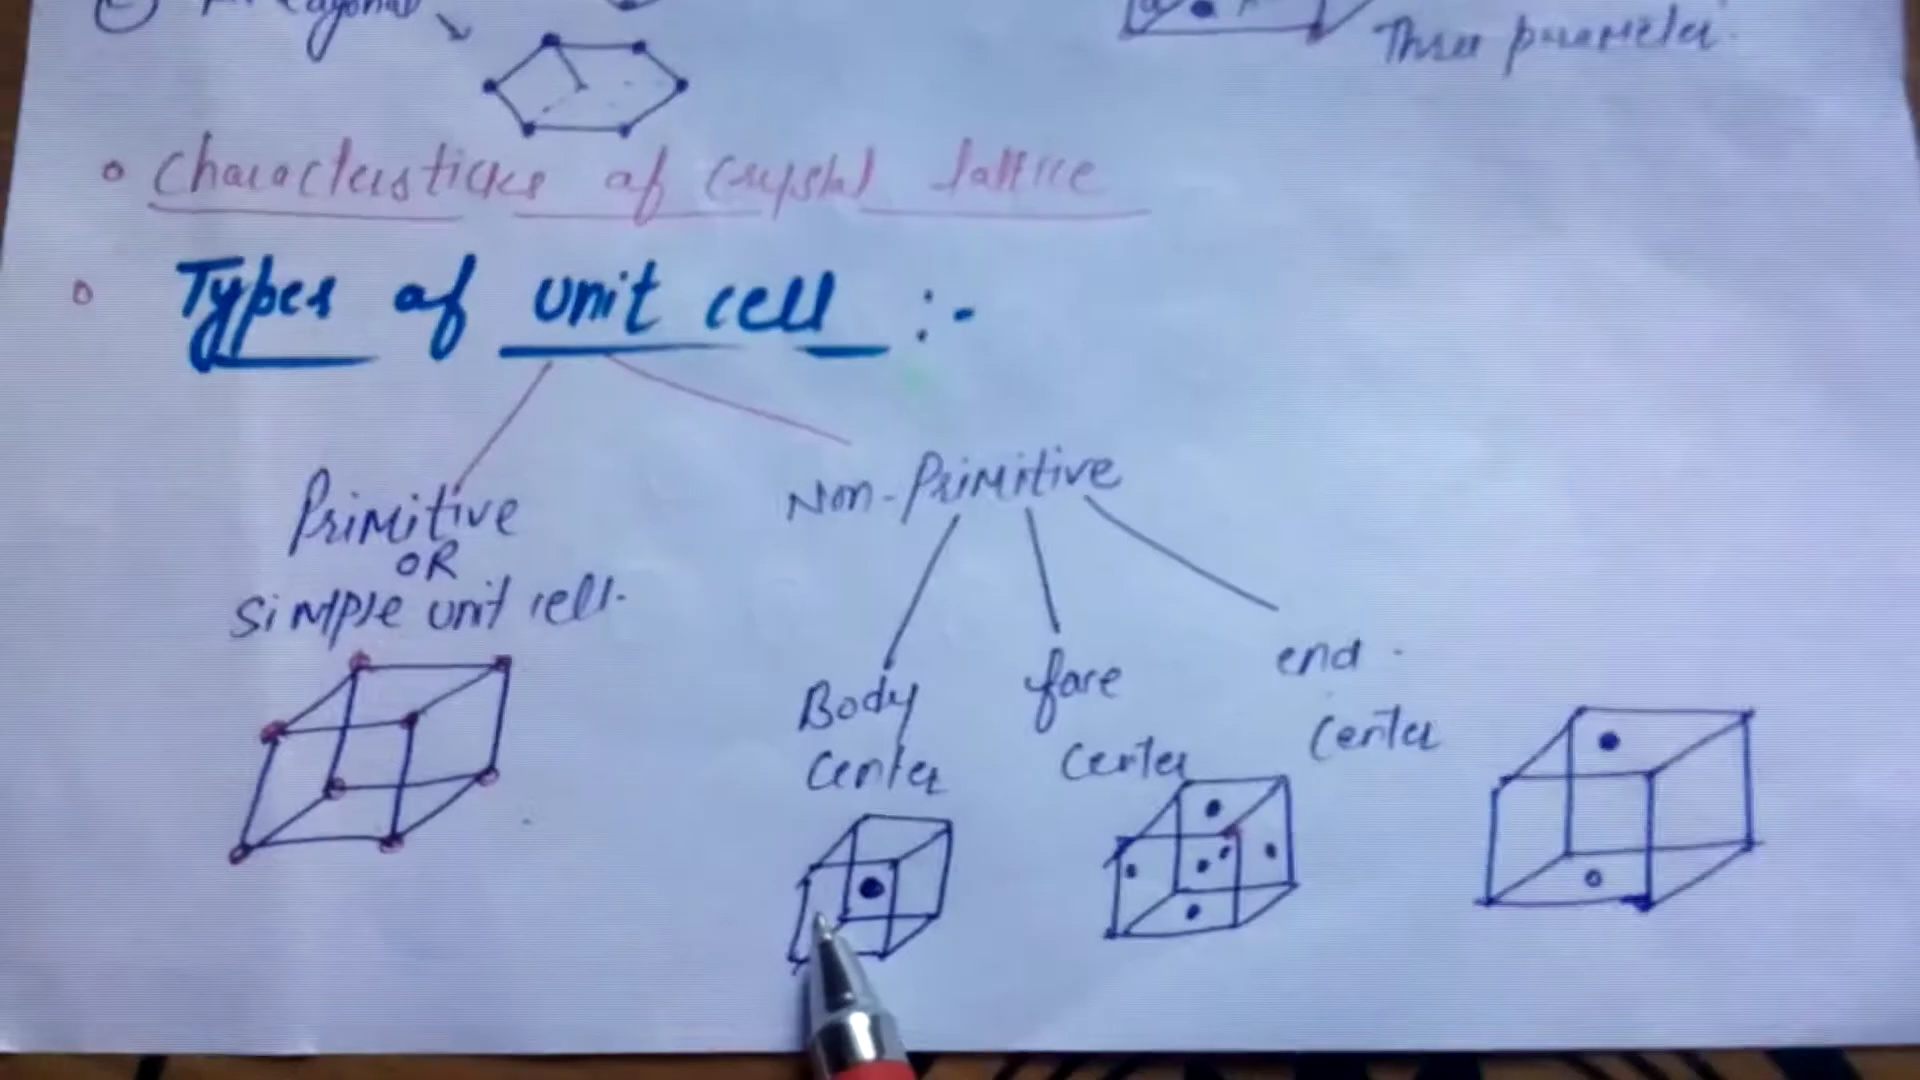 Three parameter
Characteristicks of Crystal lattice
Types of unit cell :-
Primitive
OR
Simple unit cell.
Non-Primitive
Body
Center
face
Center
end
Center